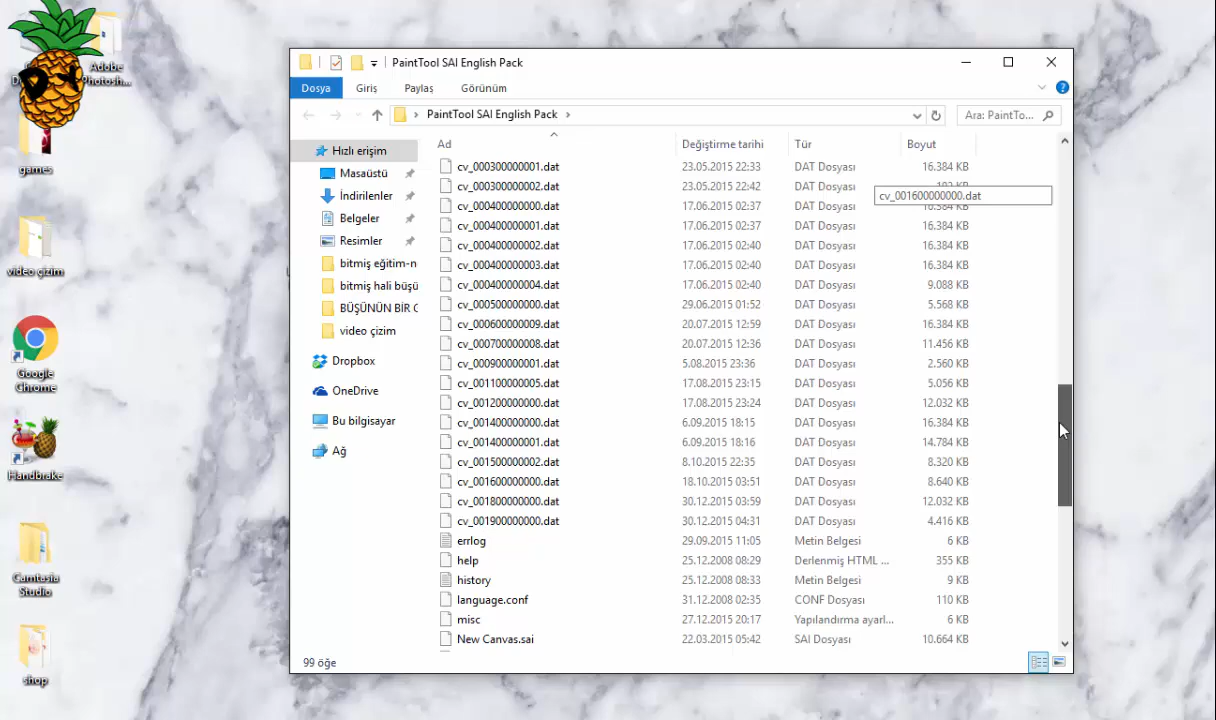 Adobe
Photosh...
games
video çizim
Google
Chrome
Handbrake
Camtasia
Studio
shop
PaintTool SAI English Pack
Dosya
Giriş
Paylaş
Görünüm
PaintTool SAI English Pack
Ara: PaintTo...
Hızlı erişim
Masaüstü
İndirilenler
Belgeler
Resimler
bitmiş eğitim-n
bitmiş hali büşü
BÜŞÜNÜN BİR G
video çizim
Dropbox
OneDrive
Bu bilgisayar
Ağ
Ad Değiştirme tarihi Tür Boyut
cv_000300000001.dat 23.05.2015 22:33 DAT Dosyası 16.384 KB
cv_000300000002.dat 23.05.2015 22:42 DAT Dosyası 192 KB
cv_001600000000.dat
cv_000400000000.dat 17.06.2015 02:37 DAT Dosyası 16.384 KB
cv_000400000001.dat 17.06.2015 02:37 DAT Dosyası 16.384 KB
cv_000400000002.dat 17.06.2015 02:40 DAT Dosyası 16.384 KB
cv_000400000003.dat 17.06.2015 02:40 DAT Dosyası 16.384 KB
cv_000400000004.dat 17.06.2015 02:40 DAT Dosyası 9.088 KB
cv_000500000000.dat 29.06.2015 01:52 DAT Dosyası 5.568 KB
cv_000600000009.dat 20.07.2015 12:59 DAT Dosyası 16.384 KB
cv_000700000008.dat 20.07.2015 12:36 DAT Dosyası 11.456 KB
cv_000900000001.dat 5.08.2015 23:36 DAT Dosyası 2.560 KB
cv_001100000005.dat 17.08.2015 23:15 DAT Dosyası 5.056 KB
cv_001200000000.dat 17.08.2015 23:24 DAT Dosyası 12.032 KB
cv_001400000000.dat 6.09.2015 18:15 DAT Dosyası 16.384 KB
cv_001400000001.dat 6.09.2015 18:16 DAT Dosyası 14.784 KB
cv_001500000002.dat 8.10.2015 22:35 DAT Dosyası 8.320 KB
cv_001600000000.dat 18.10.2015 03:51 DAT Dosyası 8.640 KB
cv_001800000000.dat 30.12.2015 03:59 DAT Dosyası 12.032 KB
cv_001900000000.dat 30.12.2015 04:31 DAT Dosyası 4.416 KB
errlog 29.09.2015 11:05 Metin Belgesi 6 KB
help 25.12.2008 08:29 Derlenmiş HTML ... 355 KB
history 25.12.2008 08:33 Metin Belgesi 9 KB
language.conf 31.12.2008 02:35 CONF Dosyası 110 KB
misc 27.12.2015 20:17 Yapılandırma ayarl... 6 KB
New Canvas.sai 22.03.2015 05:42 SAI Dosyası 10.664 KB
99 öğe